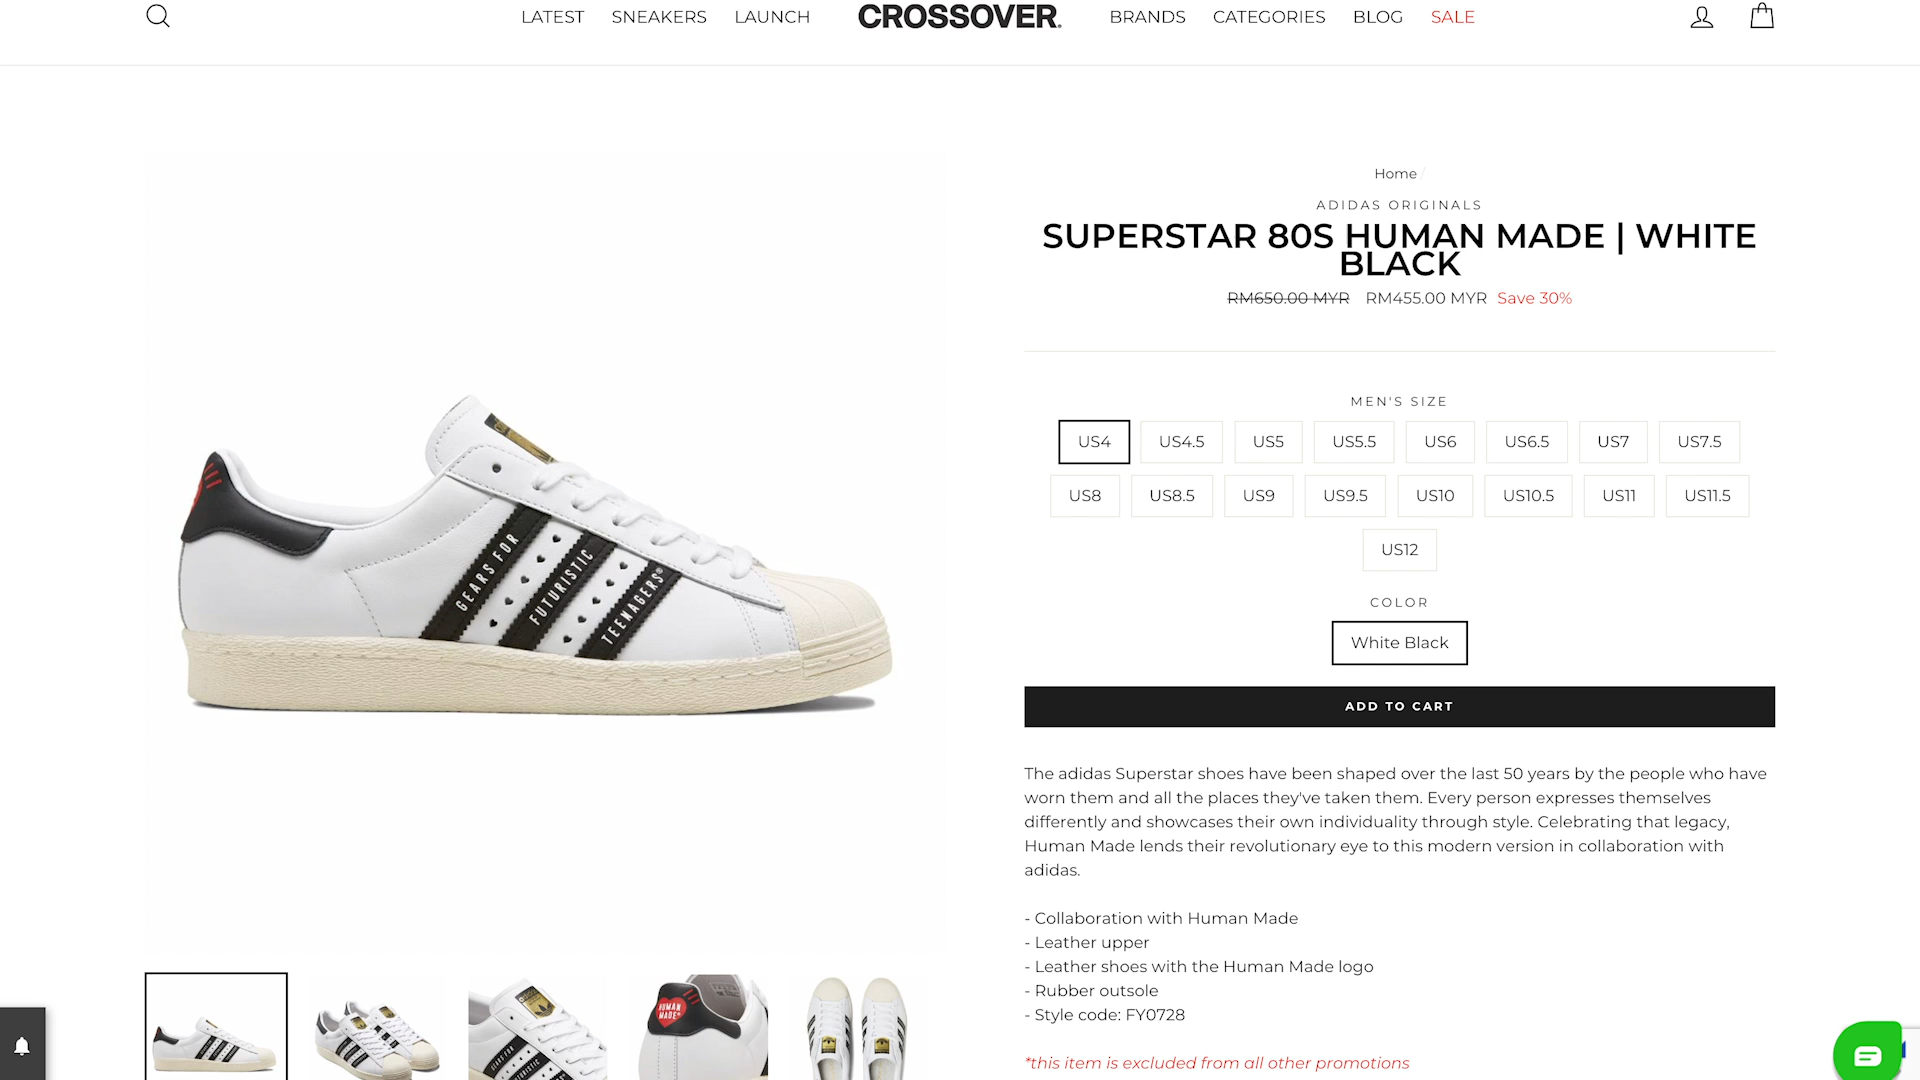 LATEST SNEAKERS LAUNCH CROSSOVER. BRANDS CATEGORIES BLOG SALE
Home /
ADIDAS ORIGINALS
SUPERSTAR 80S HUMAN MADE | WHITE
BLACK
RM650.00 MYR RM455.00 MYR Save 30%
MEN'S SIZE
US4 US4.5 US5 US5.5 US6 US6.5 US7 US7.5
US8 US8.5 US9 US9.5 US10 US10.5 US11 US11.5
US12
COLOR
White Black
ADD TO CART
GEARS FOR
FUTURISTIC
TEENAGERS®
The adidas Superstar shoes have been shaped over the last 50 years by the people who have
worn them and all the places they've taken them. Every person expresses themselves
differently and showcases their own individuality through style. Celebrating that legacy,
Human Made lends their revolutionary eye to this modern version in collaboration with
adidas.
- Collaboration with Human Made
- Leather upper
- Leather shoes with the Human Made logo
- Rubber outsole
- Style code: FY0728
*this item is excluded from all other promotions
GEARS FOR
FUTURISTIC
HUMAN
MADE